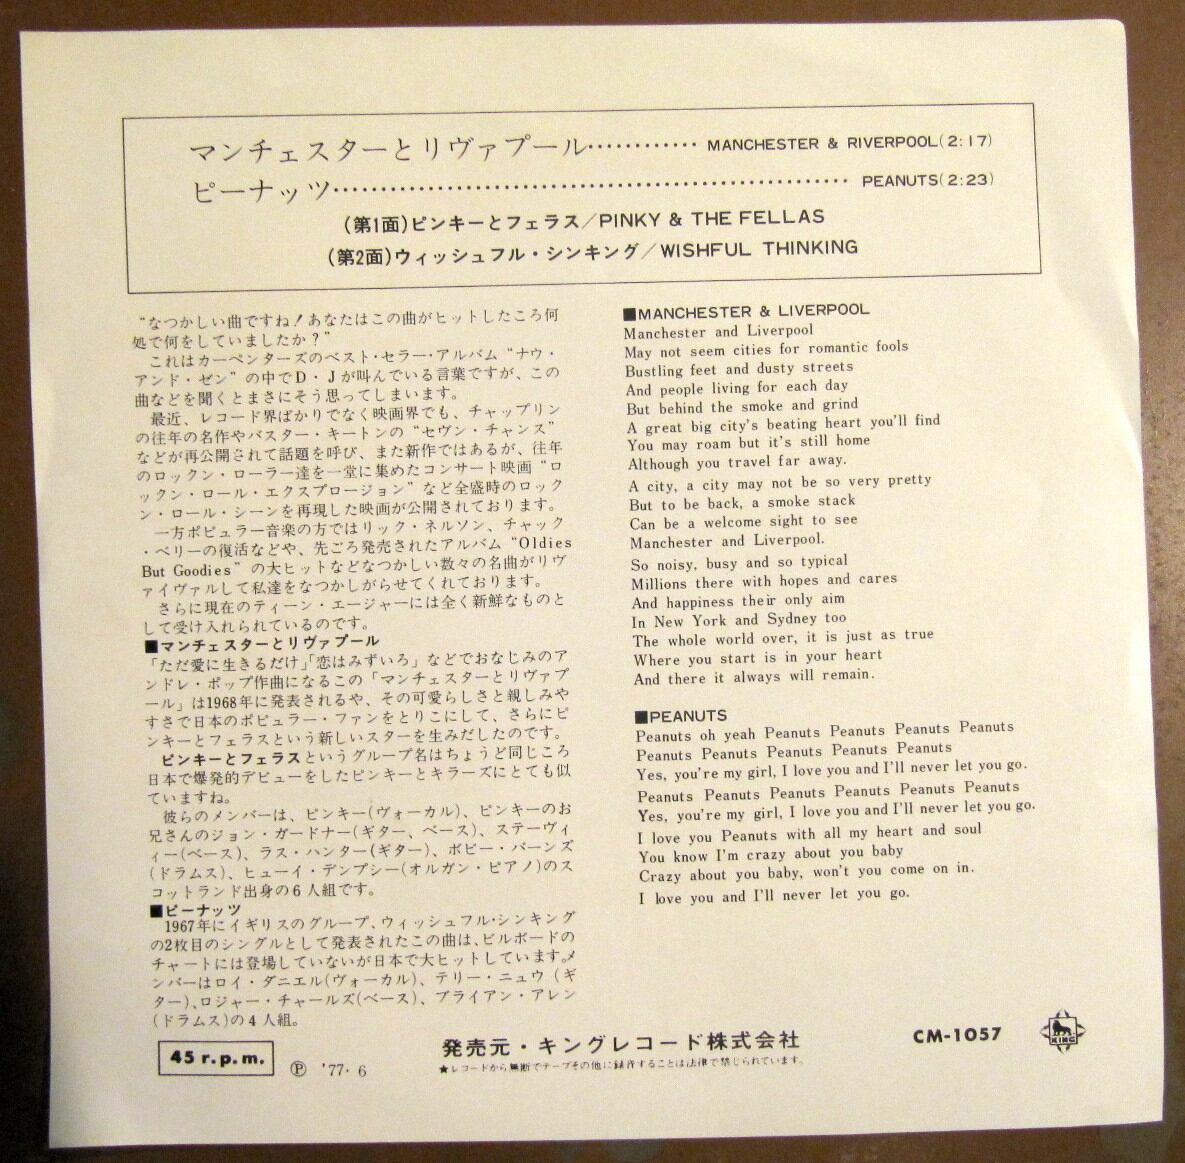 マンチェスターとリヴァプール………… MANCHESTER & RIVERPOOL(2:17)
ピーナッツ……………………………………………… PEANUTS(2:23)
(第1面)ピンキーとフェラス/PINKY & THE FELLAS
(第2面)ウィッシュフル・シンキング/WISHFUL THINKING
“なつかしい曲ですね!あなたはこの曲がヒットしたころ何
処で何をしていましたか?”
これはカーペンターズのベスト・セラー・アルバム“ナウ・
アンド・ゼン”の中でD・Jが叫んでいる言葉ですが、この
曲などを聞くとまさにそう思ってしまいます。
最近、レコード界ばかりでなく映画界でも、チャップリン
の往年の名作やバスター・キートンの“セヴン・チャンス”
などが再公開されて話題を呼び、また新作ではあるが、往年
のロックン・ローラー達を一堂に集めたコンサート映画“ロ
ックン・ロール・エクスプロージョン”など全盛時のロック
ン・ロール・シーンを再現した映画が公開されております。
一方ポピュラー音楽の方ではリック・ネルソン、チャック
・ベリーの復活などや、先ごろ発売されたアルバム“Oldies
But Goodies”の大ヒットなどなつかしい数々の名曲がリヴ
ァイヴァルして私達をなつかしがらせてくれております。
さらに現在のティーン・エージャーには全く新鮮なものと
して受け入れられているのです。
■マンチェスターとリヴァプール
「ただ愛に生きるだけ」「恋はみずいろ」などでおなじみのア
ンドレ・ポップ作曲になるこの「マンチェスターとリヴァプ
ール」は1968年に発表されるや、その可愛らしさと親しみや
すさで日本のポピュラー・ファンをとりこにして、さらにピ
ンキーとフェラスという新しいスターを生みだしたのです。
ピンキーとフェラスというグループ名はちょうど同じころ
日本で爆発的デビューをしたピンキーとキラーズにとても似
ていますね。
彼らのメンバーは、ピンキー(ヴォーカル)、ピンキーのお
兄さんのジョン・ガードナー(ギター、ベース)、ステーヴィ
ィー(ベース)、ラス・ハンター(ギター)、ボビー・バーンズ
(ドラムス)、ヒューイ・デンプシー(オルガン・ピアノ)のス
コットランド出身の6人組です。
■ピーナッツ
1967年にイギリスのグループ、ウィッシュフル・シンキング
の2枚目のシングルとして発表されたこの曲は、ビルボードの
チャートには登場していないが日本で大ヒットしています。メ
ンバーはロイ・ダニエル(ヴォーカル)、テリー・ニュウ(ギ
ター)、ロジャー・チャールズ(ベース)、ブライアン・アレン
(ドラムス)の4人組。
■MANCHESTER & LIVERPOOL
Manchester and Liverpool
May not seem cities for romantic fools
Bustling feet and dusty streets
And people living for each day
But behind the smoke and grind
A great big city's beating heart you'll find
You may roam but it's still home
Although you travel far away.
A city, a city may not be so very pretty
But to be back, a smoke stack
Can be a welcome sight to see
Manchester and Liverpool.
So noisy, busy and so typical
Millions there with hopes and cares
And happiness their only aim
In New York and Sydney too
The whole world over, it is just as true
Where you start is in your heart
And there it always will remain.
■PEANUTS
Peanuts oh yeah Peanuts Peanuts Peanuts Peanuts
Peanuts Peanuts Peanuts Peanuts Peanuts
Yes, you're my girl, I love you and I'll never let you go.
Peanuts Peanuts Peanuts Peanuts Peanuts Peanuts
Yes, you're my girl, I love you and I'll never let you go.
I love you Peanuts with all my heart and soul
You know I'm crazy about you baby
Crazy about you baby, won't you come on in.
I love you and I'll never let you go.
45 r.p.m.
Ⓟ '77・6
発売元・キングレコード株式会社
★レコードから無断でテープその他に録音することは法律で禁じられています。
CM-1057
KING